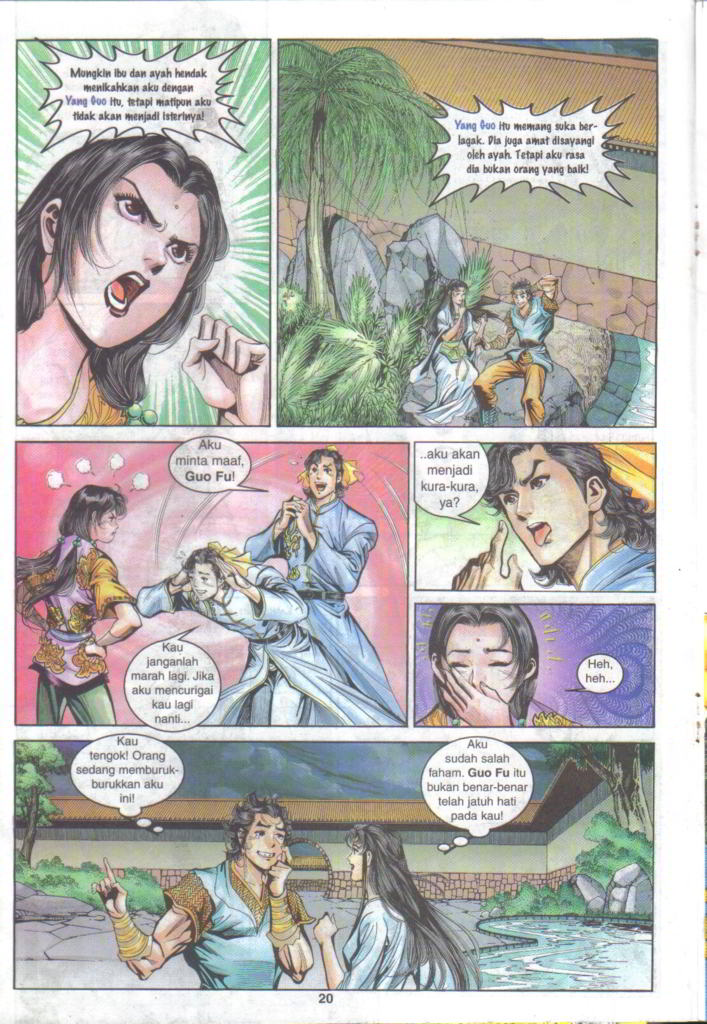 Mungkin ibu dan ayah hendak
menikahkan aku dengan
Yang Guo itu, tetapi matipun aku
tidak akan menjadi isterinya!
Yang Guo itu memang suka ber-
lagak. Dia juga amat disayangi
oleh ayah. Tetapi aku rasa
dia bukan orang yang baik!
Aku
minta maaf,
Guo Fu!
Kau
janganlah
marah lagi. Jika
aku mencurigai
kau lagi
nanti...
..aku akan
menjadi
kura-kura,
ya?
Heh,
heh...
Kau
tengok! Orang
sedang memburuk-
burukkan aku
ini!
Aku
sudah salah
faham. Guo Fu itu
bukan benar-benar
telah jatuh hati
pada kau!
20